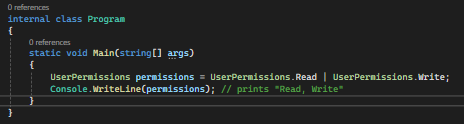 0 references
internal class Program
{
0 references
static void Main(string[] args)
{
UserPermissions permissions = UserPermissions.Read | UserPermissions.Write;
Console.WriteLine(permissions); // prints "Read, Write"
}
}